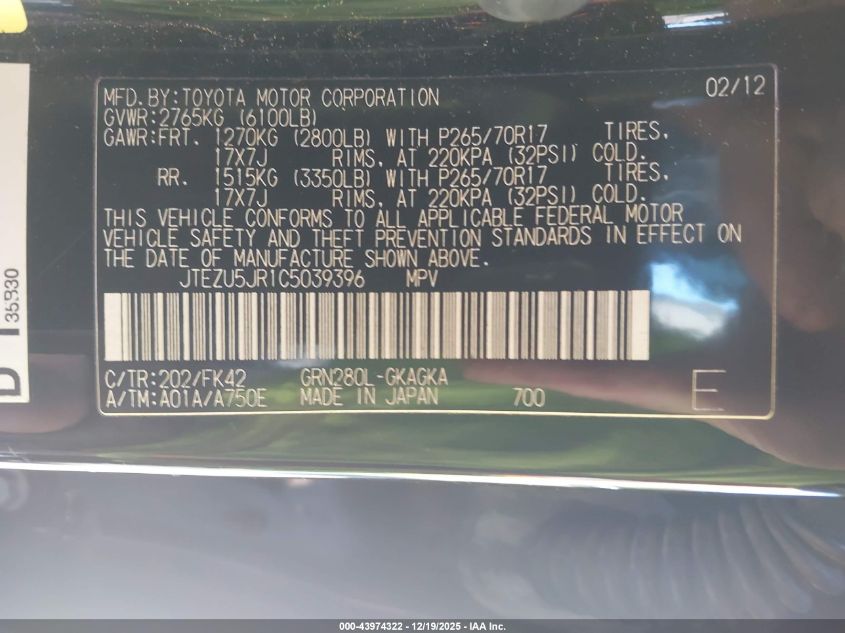 MFD. BY: TOYOTA MOTOR CORPORATION 02/12
GVWR: 2765KG (6100LB)
GAWR: FRT. 1270KG (2800LB) WITH P265/70R17 TIRES,
17X7J RIMS, AT 220KPA (32PSI) COLD.
RR. 1515KG (3350LB) WITH P265/70R17 TIRES,
17X7J RIMS, AT 220KPA (32PSI) COLD.
THIS VEHICLE CONFORMS TO ALL APPLICABLE FEDERAL MOTOR
VEHICLE SAFETY AND THEFT PREVENTION STANDARDS IN EFFECT ON
THE DATE OF MANUFACTURE SHOWN ABOVE.
JTEZU5JR1C5039396 MPV
C/TR: 202/FK42 GRN280L-GKAGKA
A/TM: A01A/A750E MADE IN JAPAN 700
E
000-43974322 - 12/19/2025 - IAA Inc.